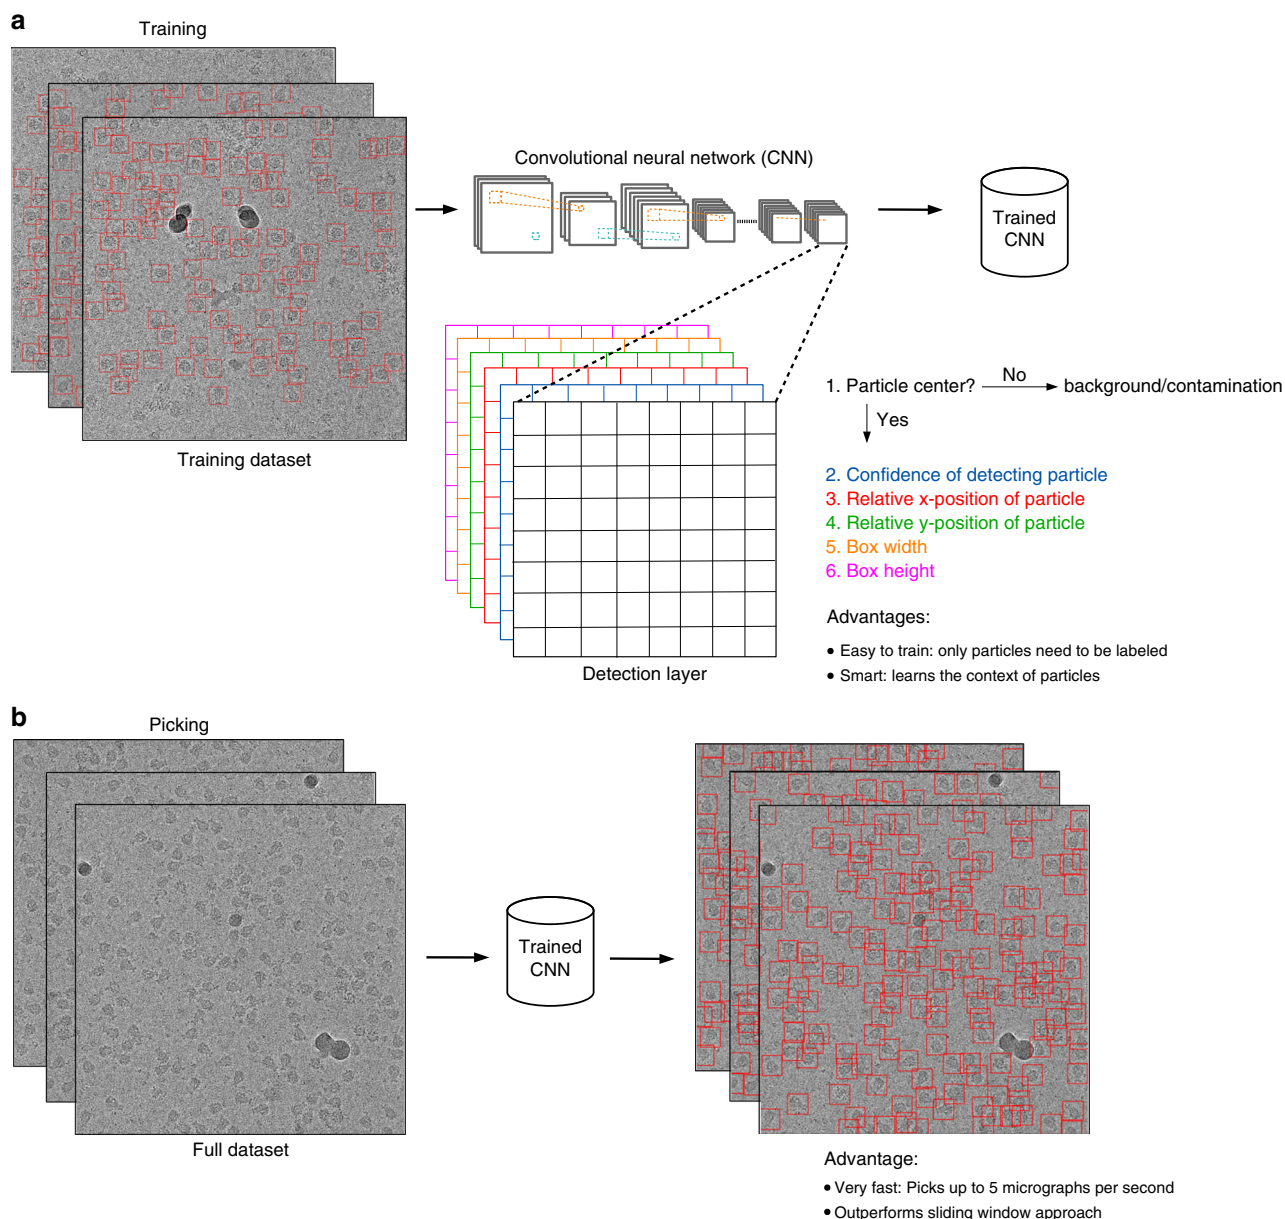 a
Training
Training dataset
Convolutional neural network (CNN)
Trained
CNN
1. Particle center?
No
background/contamination
Yes
2. Confidence of detecting particle
3. Relative x-position of particle
4. Relative y-position of particle
5. Box width
6. Box height
Detection layer
Advantages:
• Easy to train: only particles need to be labeled
• Smart: learns the context of particles
b
Picking
Full dataset
Trained
CNN
Advantage:
• Very fast: Picks up to 5 micrographs per second
• Outperforms sliding window approach